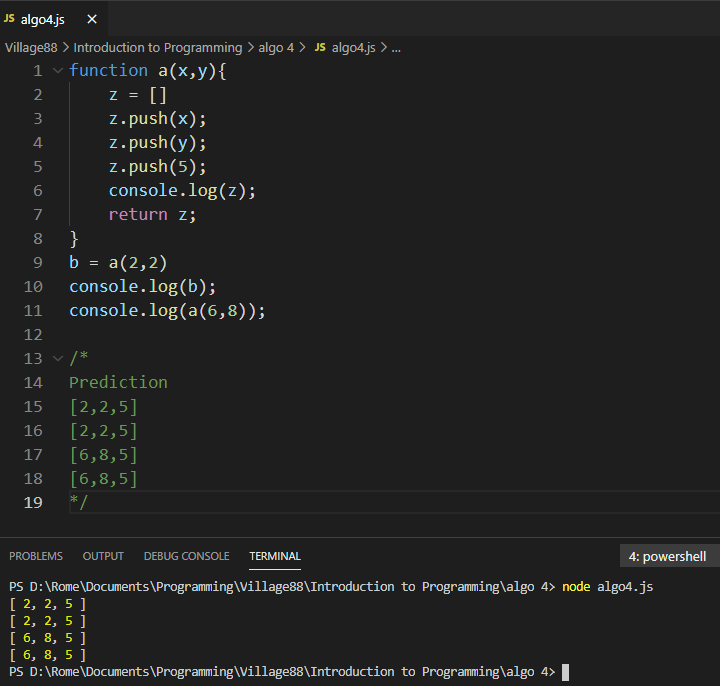 JS algo4.js ×
Village88 > Introduction to Programming > algo 4 > JS algo4.js > ...
1 function a(x,y){
2 z = []
3 z.push(x);
4 z.push(y);
5 z.push(5);
6 console.log(z);
7 return z;
8 }
9 b = a(2,2)
10 console.log(b);
11 console.log(a(6,8));
12
13 /*
14 Prediction
15 [2,2,5]
16 [2,2,5]
17 [6,8,5]
18 [6,8,5]
19 */
PROBLEMS OUTPUT DEBUG CONSOLE TERMINAL 4: powershell
PS D:\Rome\Documents\Programming\Village88\Introduction to Programming\algo 4> node algo4.js
[ 2, 2, 5 ]
[ 2, 2, 5 ]
[ 6, 8, 5 ]
[ 6, 8, 5 ]
PS D:\Rome\Documents\Programming\Village88\Introduction to Programming\algo 4>